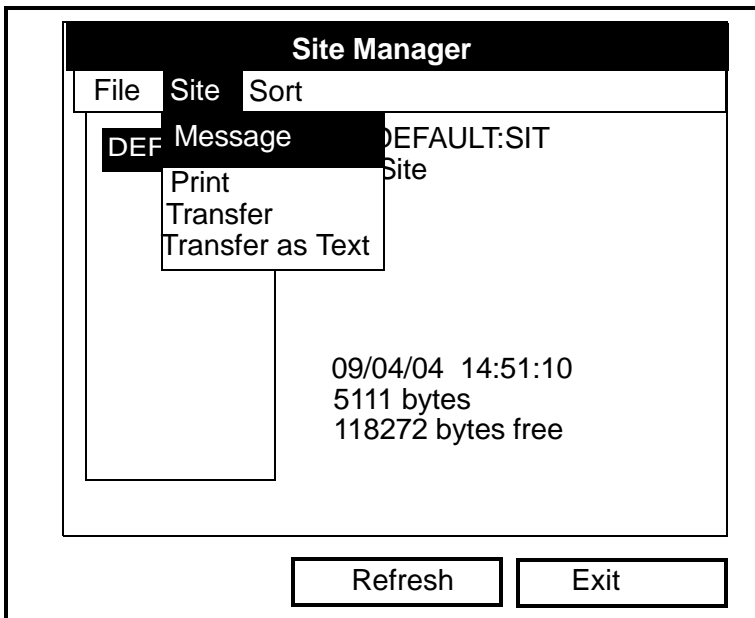 Site Manager
File Site Sort
DEF Message EFAULT:SIT
Site
Print
Transfer
Transfer as Text
09/04/04 14:51:10
5111 bytes
118272 bytes free
Refresh Exit